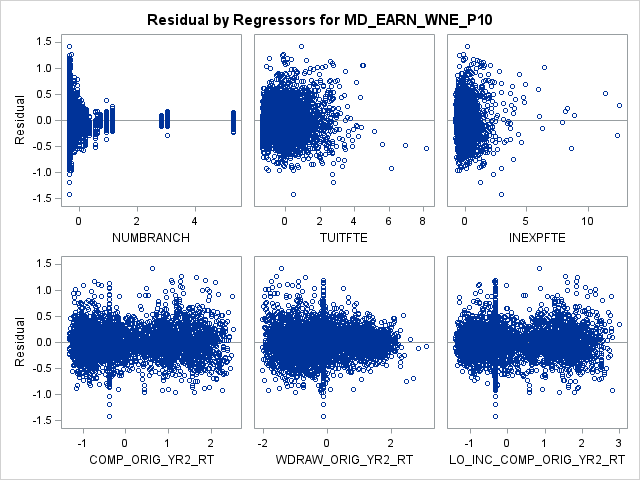 Residual by Regressors for MD_EARN_WNE_P10
Residual
1.5
1.0
0.5
0.0
-0.5
-1.0
-1.5
0 2 4
NUMBRANCH
0 2 4 6 8
TUITFTE
0 5 10
INEXPFTE
Residual
1.5
1.0
0.5
0.0
-0.5
-1.0
-1.5
-1 0 1 2
COMP_ORIG_YR2_RT
-2 0 2
WDRAW_ORIG_YR2_RT
-1 0 1 2 3
LO_INC_COMP_ORIG_YR2_RT